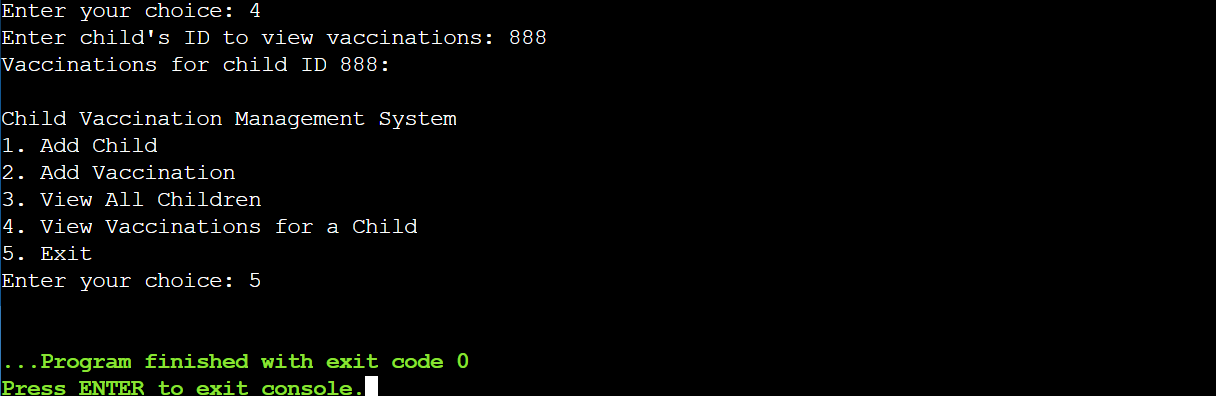 Enter your choice: 4
Enter child's ID to view vaccinations: 888
Vaccinations for child ID 888:
Child Vaccination Management System
1. Add Child
2. Add Vaccination
3. View All Children
4. View Vaccinations for a Child
5. Exit
Enter your choice: 5
...Program finished with exit code 0
Press ENTER to exit console.